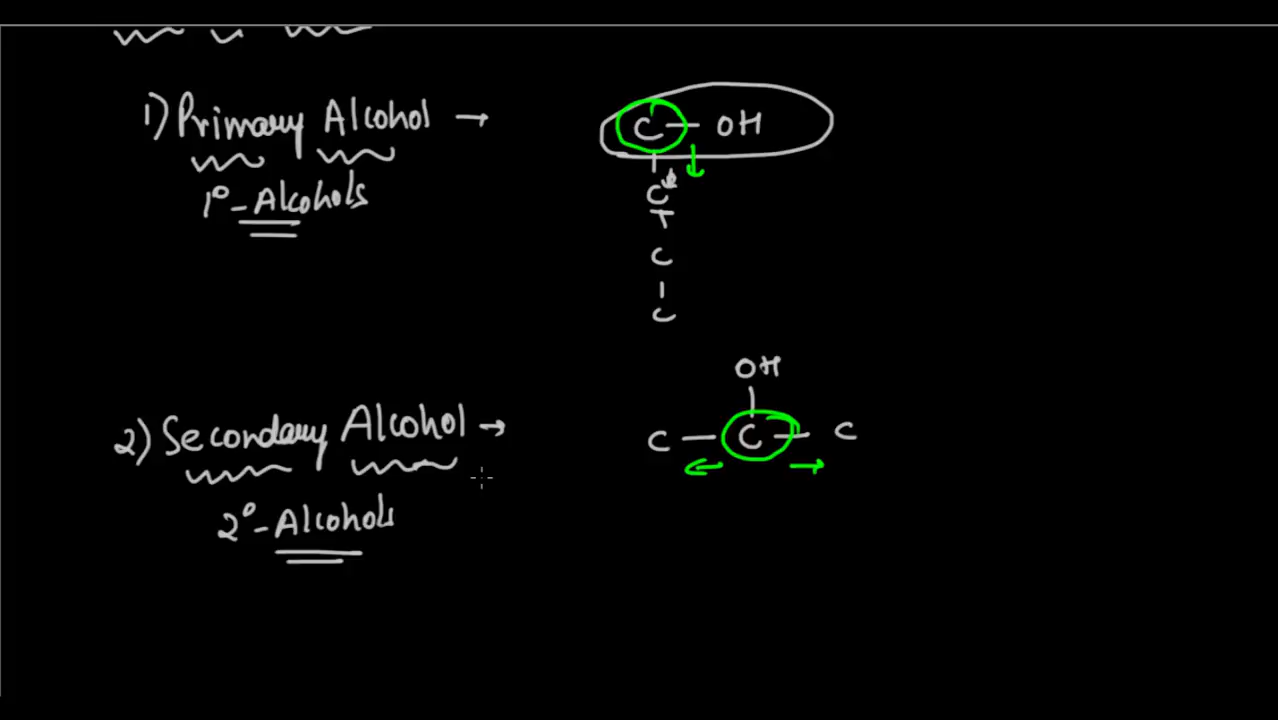 1) Primary Alcohol → C - OH
1° - Alcohols
C
C
C
OH
2) Secondary Alcohol → C - C - C
2° - Alcohols